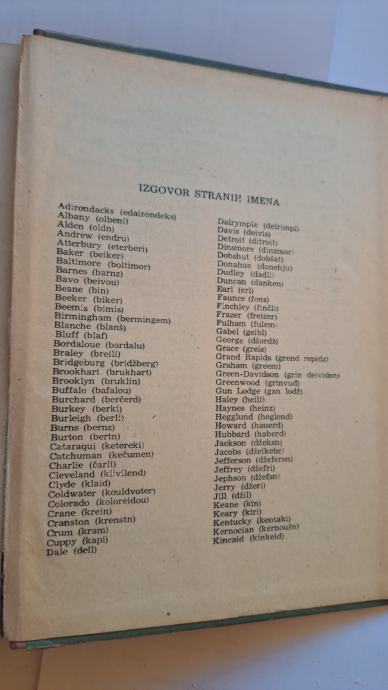 IZGOVOR STRANIH IMENA
Adirondacks (edairondeks)
Albany (olbeni)
Alden (oldn)
Andrew (endru)
Atterbury (eterberi)
Baker (beiker)
Baltimore (boltimor)
Barnes (barnz)
Bavo (beivou)
Beane (bin)
Beeker (biker)
Beem's (bimis)
Birmingham (bermingem)
Blanche (blanš)
Bluff (blaf)
Bordaloue (bordalu)
Braley (breili)
Bridgeburg (bridžberg)
Brookhart (brukhart)
Brooklyn (bruklin)
Buffalo (bafalou)
Burchard (berčerd)
Burkey (berki)
Burleigh (berli)
Burns (bernz)
Burton (bertn)
Cataraqui (ketereki)
Catchuman (kečumen)
Charlie (čarli)
Cleveland (klivilend)
Clyde (klaid)
Coldwater (kouldvoter)
Colorado (koloreidou)
Crane (krein)
Cranston (krenstn)
Crum (kram)
Cuppy (kapi)
Dale (deil)
Dalrymple (delrimpl)
Davis (deivis)
Detroit (ditroit)
Dinsmore (dinzmor)
Dobshut (dobšat)
Donahue (donehju)
Dudley (dadli)
Duncan (danken)
Earl (erl)
Faunce (fons)
Finchley (finčli)
Frazer (freizer)
Fulham (fulem)
Gabel (geibl)
George (džordž)
Grace (greis)
Grand Rapids (grend repidz)
Graham (greem)
Green-Davidson (grin deividsn)
Greenwood (grinvud)
Gun Lodge (gan lodž)
Haley (heili)
Haynes (heinz)
Hegglund (heglend)
Howard (hauerd)
Hubbard (haberd)
Jackson (džeksn)
Jacobs (džeikebz)
Jefferson (džefersn)
Jeffrey (džefri)
Jephson (džefsn)
Jerry (džeri)
Jill (džil)
Keane (kin)
Keary (kiri)
Kentucky (kentaki)
Kernocian (kernoušn)
Kincaid (kinkeid)